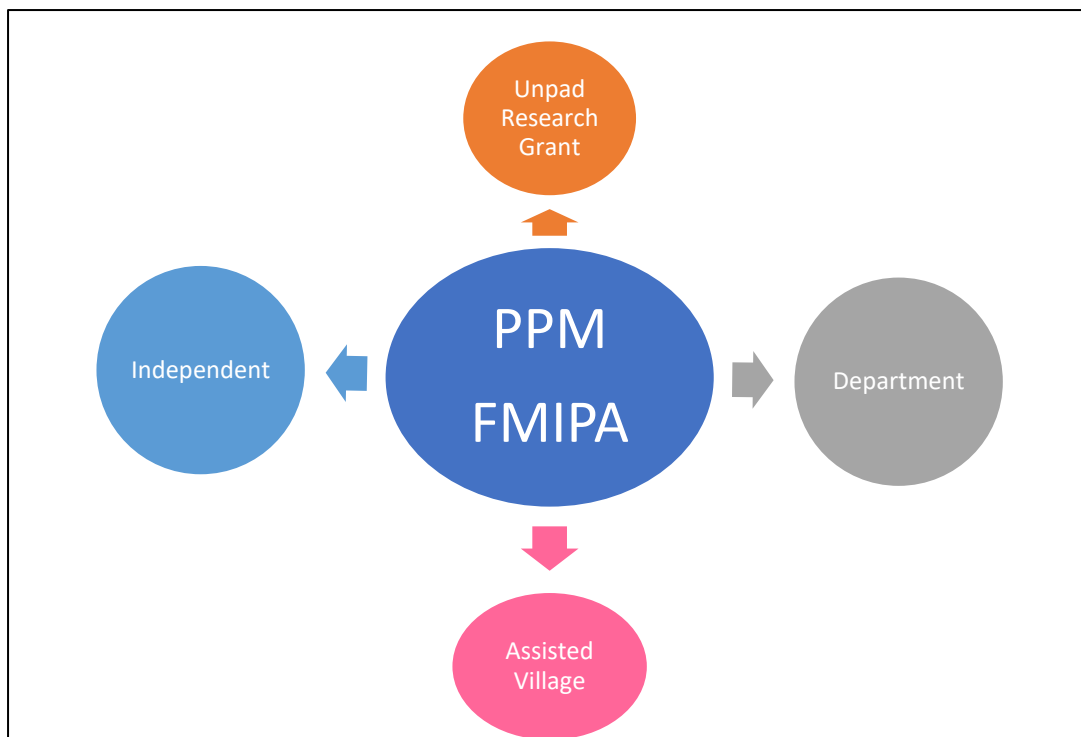 Unpad
Research
Grant
Independent
PPM
FMIPA
Department
Assisted
Village